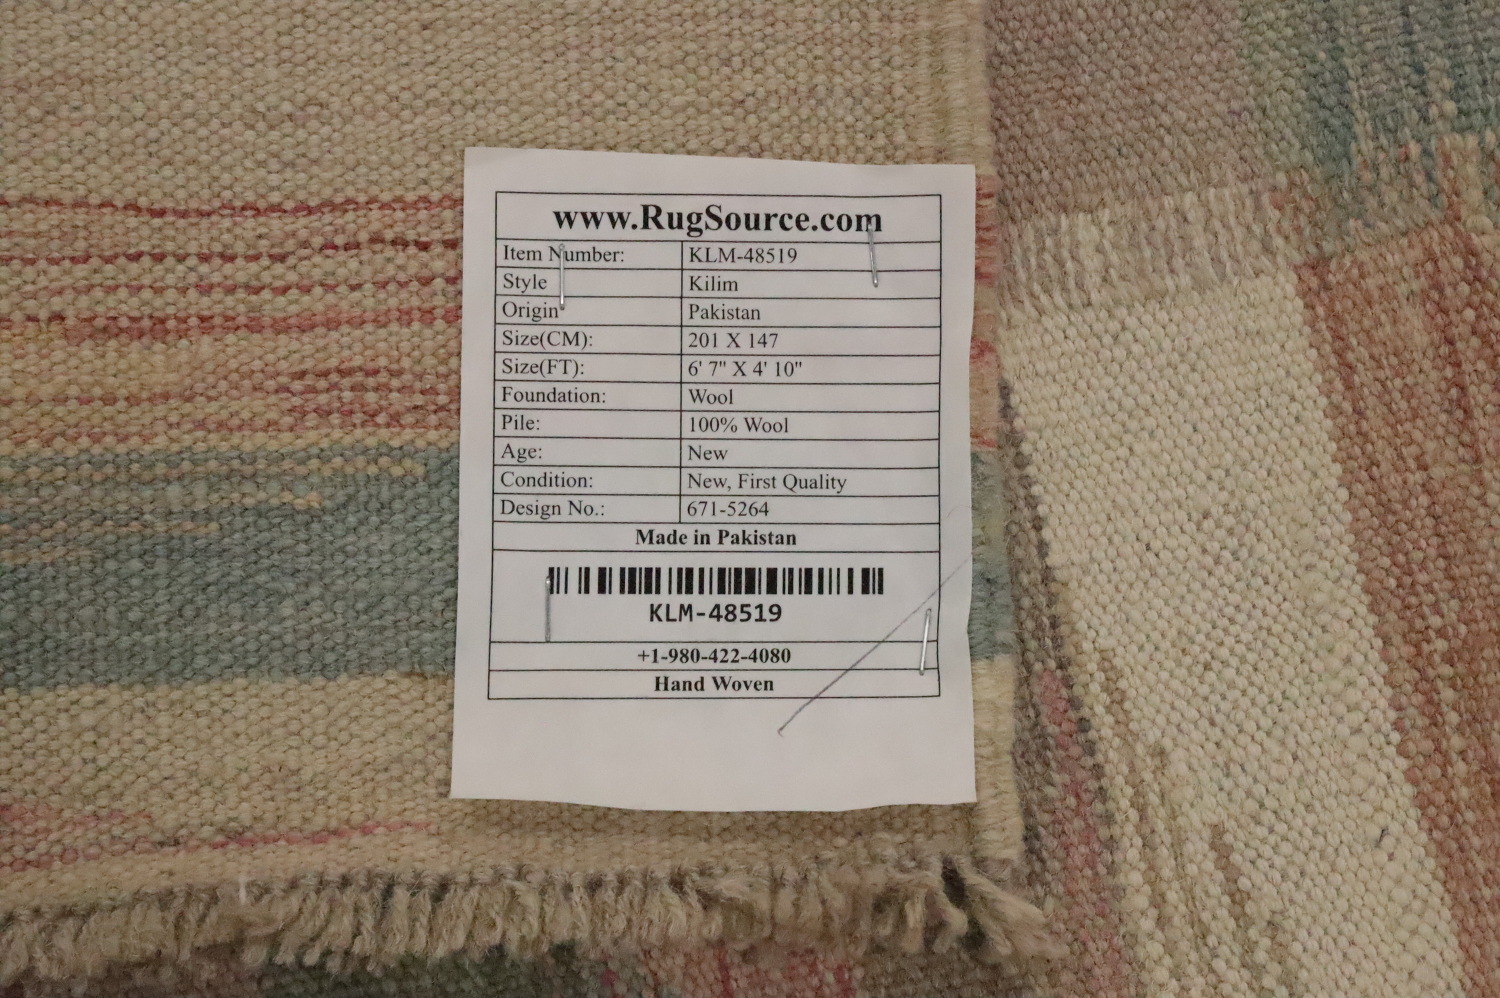 www.RugSource.com
Item Number: KLM-48519
Style Kilim
Origin Pakistan
Size(CM): 201 X 147
Size(FT): 6' 7" X 4' 10"
Foundation: Wool
Pile: 100% Wool
Age: New
Condition: New, First Quality
Design No.: 671-5264
Made in Pakistan
KLM-48519
+1-980-422-4080
Hand Woven